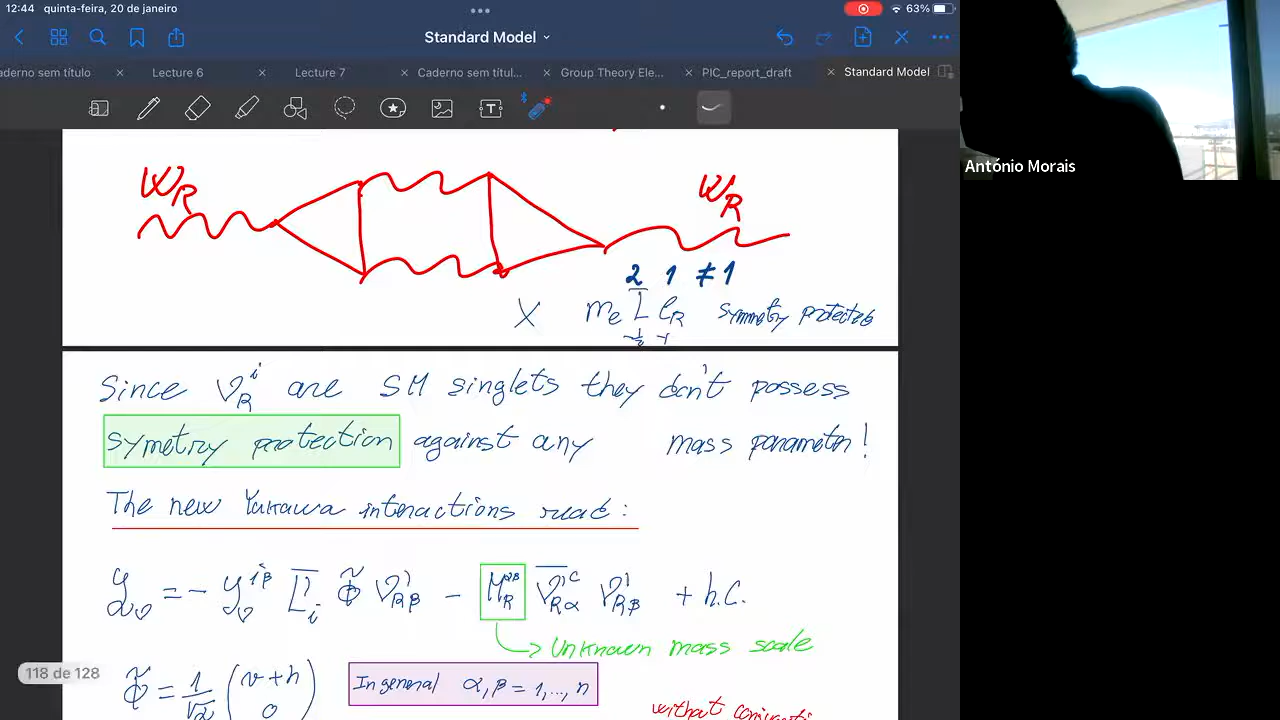 12:44 quinta-feira, 20 de janeiro
63%
Standard Model
aderno sem título
Lecture 6
Lecture 7
Caderno sem títul...
Group Theory Ele...
PIC_report_draft
Standard Model
António Morais
W_R
W_R
2 1 ≠ 1
X m_e L̅ e_R symmetry protected
Since ν_R^i are SM singlets they don't possess
symetry protection against any mass parameter!
The new Yukawa interactions read:
ℒ_ν = - y_ν^{iβ} L̅'_i Φ̃ ν'_{Rβ} - M_R^{αβ} ν̅'^c_{Rα} ν'_{Rβ} + h.c.
Unknown mass scale
118 de 128
Φ̃ = 1/√2 (v+h 0)
In general α, β = 1, ..., n
without